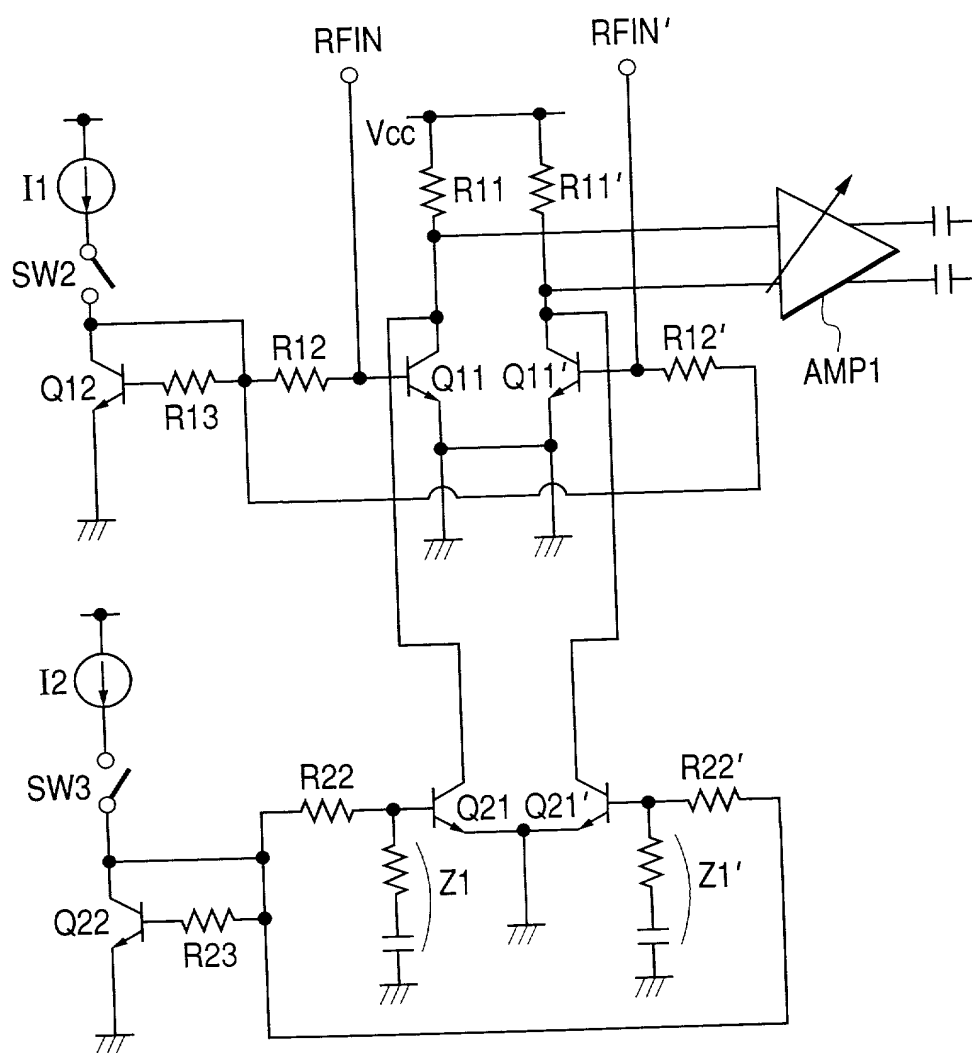 RFIN
RFIN′
Vcc
I1
R11
R11′
SW2
R12
R12′
Q12
Q11
Q11′
R13
AMP1
I2
SW3
R22
R22′
Q21
Q21′
Z1
Z1′
Q22
R23